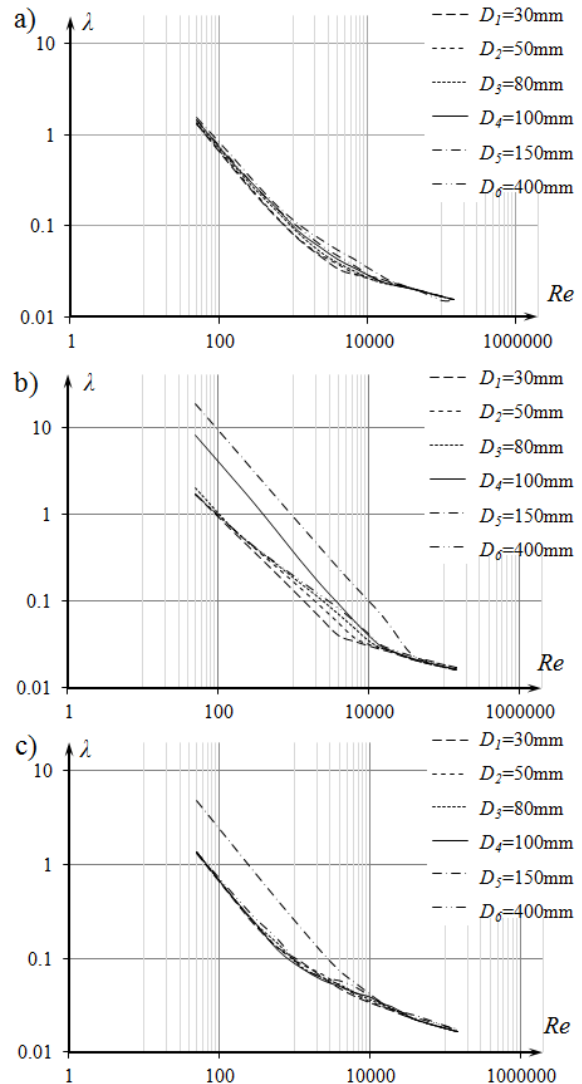 a)
λ
10
1
0.1
0.01
1
100
10000
1000000
Re
D1=30mm
D2=50mm
D3=80mm
D4=100mm
D5=150mm
D6=400mm
b)
λ
10
1
0.1
0.01
1
100
10000
1000000
Re
D1=30mm
D2=50mm
D3=80mm
D4=100mm
D5=150mm
D6=400mm
c)
λ
10
1
0.1
0.01
1
100
10000
1000000
Re
D1=30mm
D2=50mm
D3=80mm
D4=100mm
D5=150mm
D6=400mm